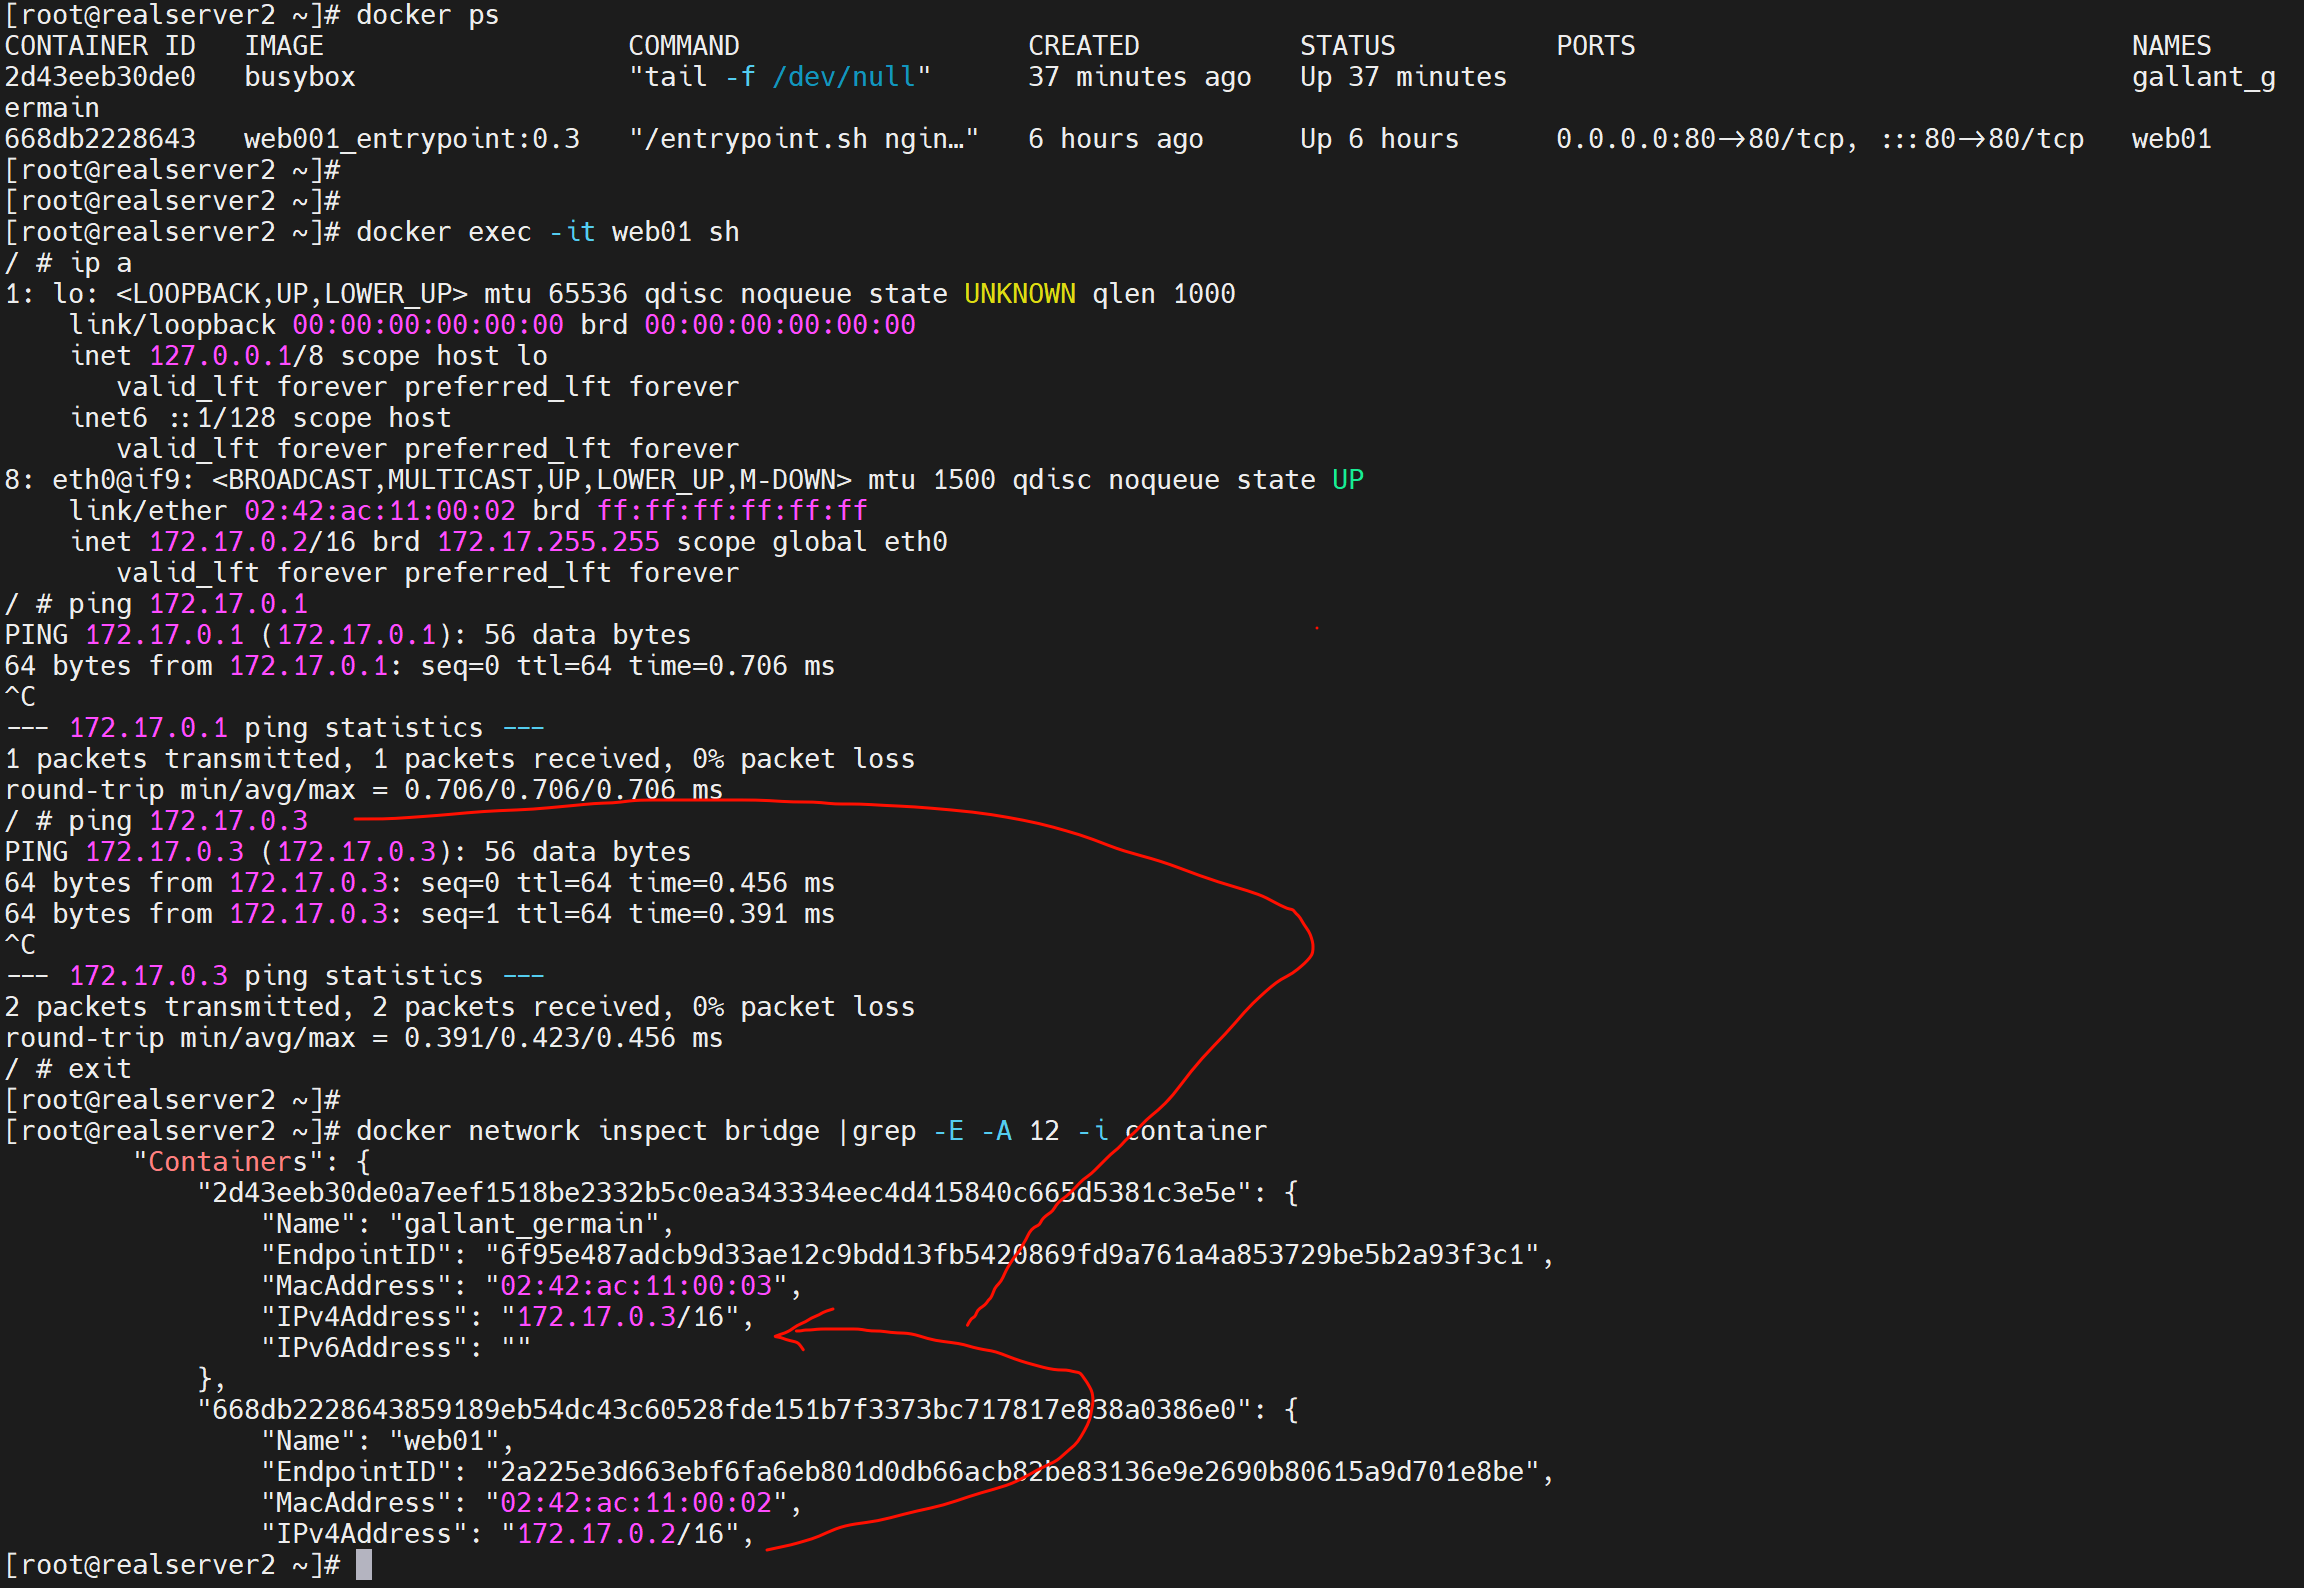 [root@realserver2 ~]# docker ps
CONTAINER ID   IMAGE                   COMMAND                  CREATED          STATUS          PORTS                               NAMES
2d43eeb30de0   busybox                 "tail -f /dev/null"      37 minutes ago   Up 37 minutes                                       gallant_g
ermain
668db2228643   web001_entrypoint:0.3   "/entrypoint.sh ngin…"   6 hours ago      Up 6 hours      0.0.0.0:80->80/tcp, :::80->80/tcp   web01
[root@realserver2 ~]#
[root@realserver2 ~]#
[root@realserver2 ~]# docker exec -it web01 sh
/ # ip a
1: lo: <LOOPBACK,UP,LOWER_UP> mtu 65536 qdisc noqueue state UNKNOWN qlen 1000
    link/loopback 00:00:00:00:00:00 brd 00:00:00:00:00:00
    inet 127.0.0.1/8 scope host lo
       valid_lft forever preferred_lft forever
    inet6 ::1/128 scope host
       valid_lft forever preferred_lft forever
8: eth0@if9: <BROADCAST,MULTICAST,UP,LOWER_UP,M-DOWN> mtu 1500 qdisc noqueue state UP
    link/ether 02:42:ac:11:00:02 brd ff:ff:ff:ff:ff:ff
    inet 172.17.0.2/16 brd 172.17.255.255 scope global eth0
       valid_lft forever preferred_lft forever
/ # ping 172.17.0.1
PING 172.17.0.1 (172.17.0.1): 56 data bytes
64 bytes from 172.17.0.1: seq=0 ttl=64 time=0.706 ms
^C
--- 172.17.0.1 ping statistics ---
1 packets transmitted, 1 packets received, 0% packet loss
round-trip min/avg/max = 0.706/0.706/0.706 ms
/ # ping 172.17.0.3
PING 172.17.0.3 (172.17.0.3): 56 data bytes
64 bytes from 172.17.0.3: seq=0 ttl=64 time=0.456 ms
64 bytes from 172.17.0.3: seq=1 ttl=64 time=0.391 ms
^C
--- 172.17.0.3 ping statistics ---
2 packets transmitted, 2 packets received, 0% packet loss
round-trip min/avg/max = 0.391/0.423/0.456 ms
/ # exit
[root@realserver2 ~]#
[root@realserver2 ~]# docker network inspect bridge |grep -E -A 12 -i container
        "Containers": {
            "2d43eeb30de0a7eef1518be2332b5c0ea343334eec4d415840c665d5381c3e5e": {
                "Name": "gallant_germain",
                "EndpointID": "6f95e487adcb9d33ae12c9bdd13fb5420869fd9a761a4a853729be5b2a93f3c1",
                "MacAddress": "02:42:ac:11:00:03",
                "IPv4Address": "172.17.0.3/16",
                "IPv6Address": ""
            },
            "668db2228643859189eb54dc43c60528fde151b7f3373bc717817e838a0386e0": {
                "Name": "web01",
                "EndpointID": "2a225e3d663ebf6fa6eb801d0db66acb82be83136e9e2690b80615a9d701e8be",
                "MacAddress": "02:42:ac:11:00:02",
                "IPv4Address": "172.17.0.2/16",
[root@realserver2 ~]#